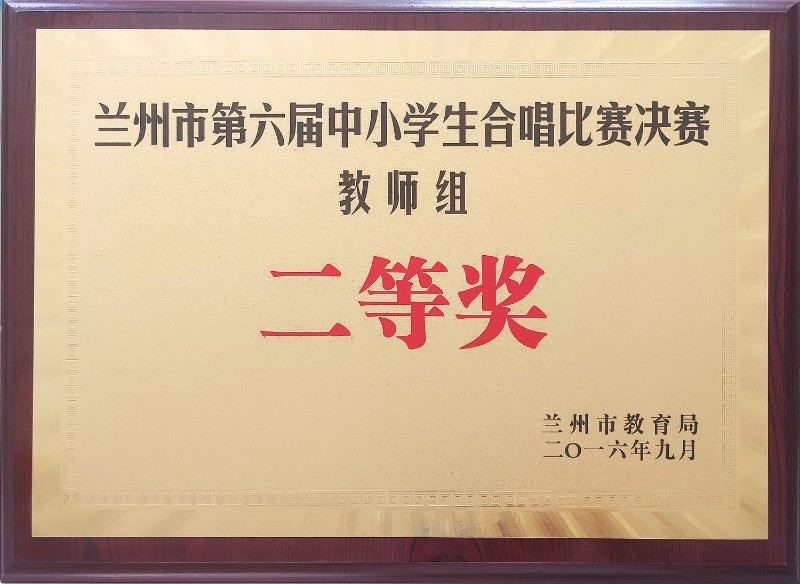 兰州市第六届中小学生合唱比赛决赛
教师组
二等奖
兰州市教育局
二〇一六年九月